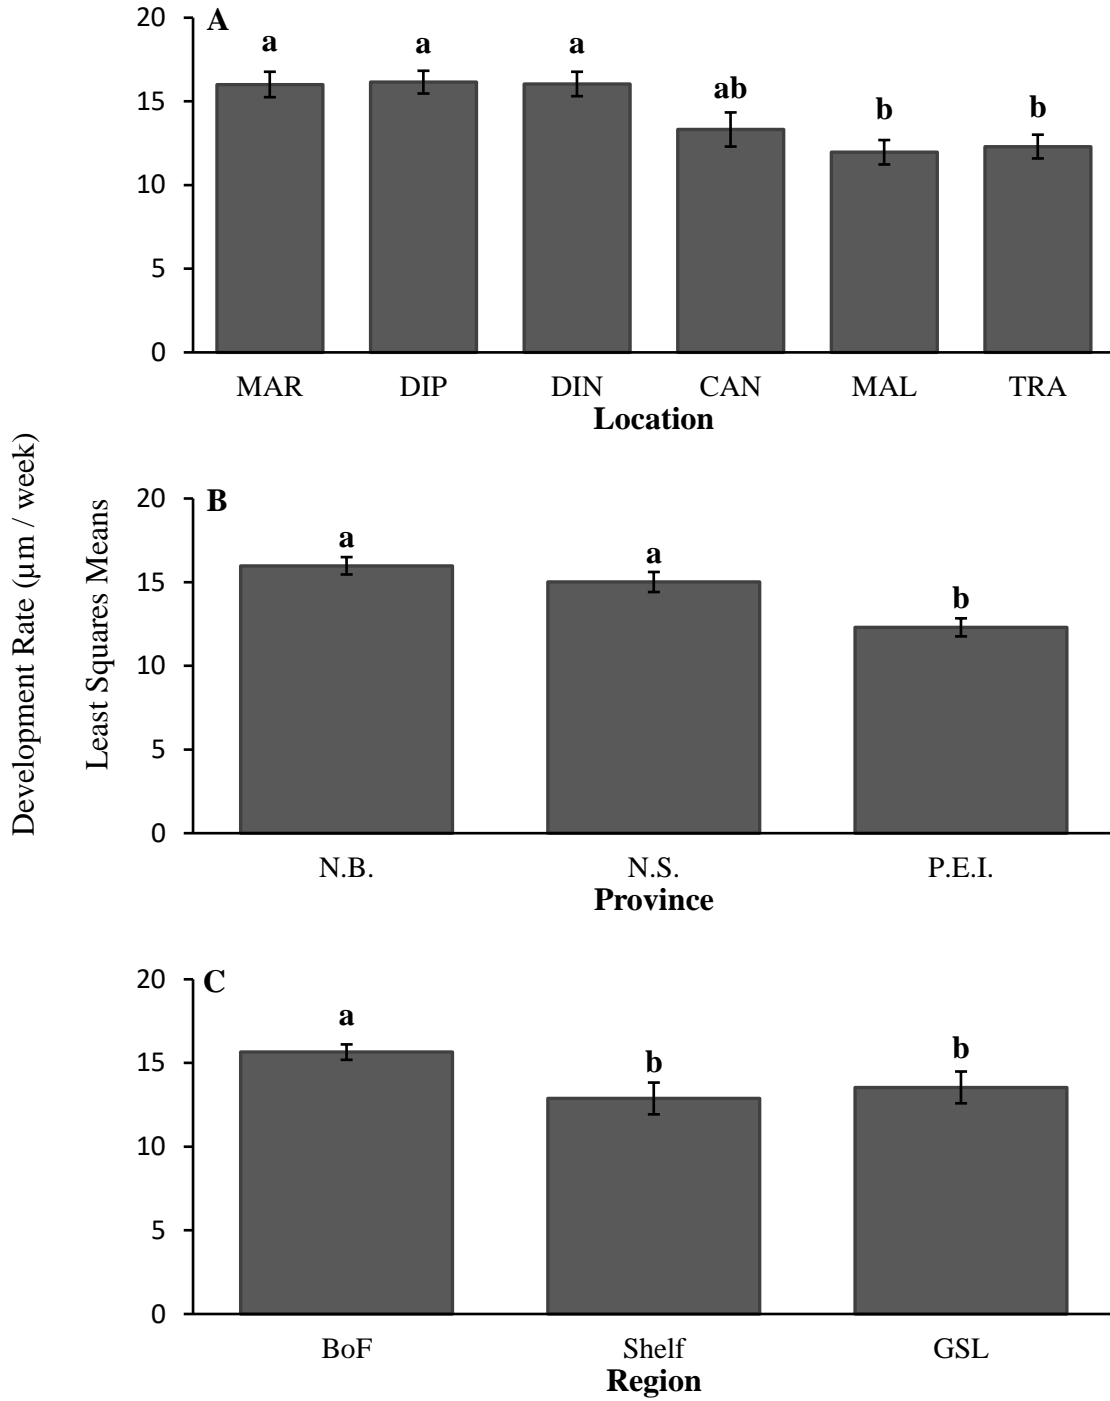 Development Rate (µm / week)
Least Squares Means
A
20
15
10
5
0
a
a
a
ab
b
b
MAR DIP DIN CAN MAL TRA
Location
B
20
15
10
5
0
a
a
b
N.B. N.S. P.E.I.
Province
C
20
15
10
5
0
a
b
b
BoF Shelf GSL
Region